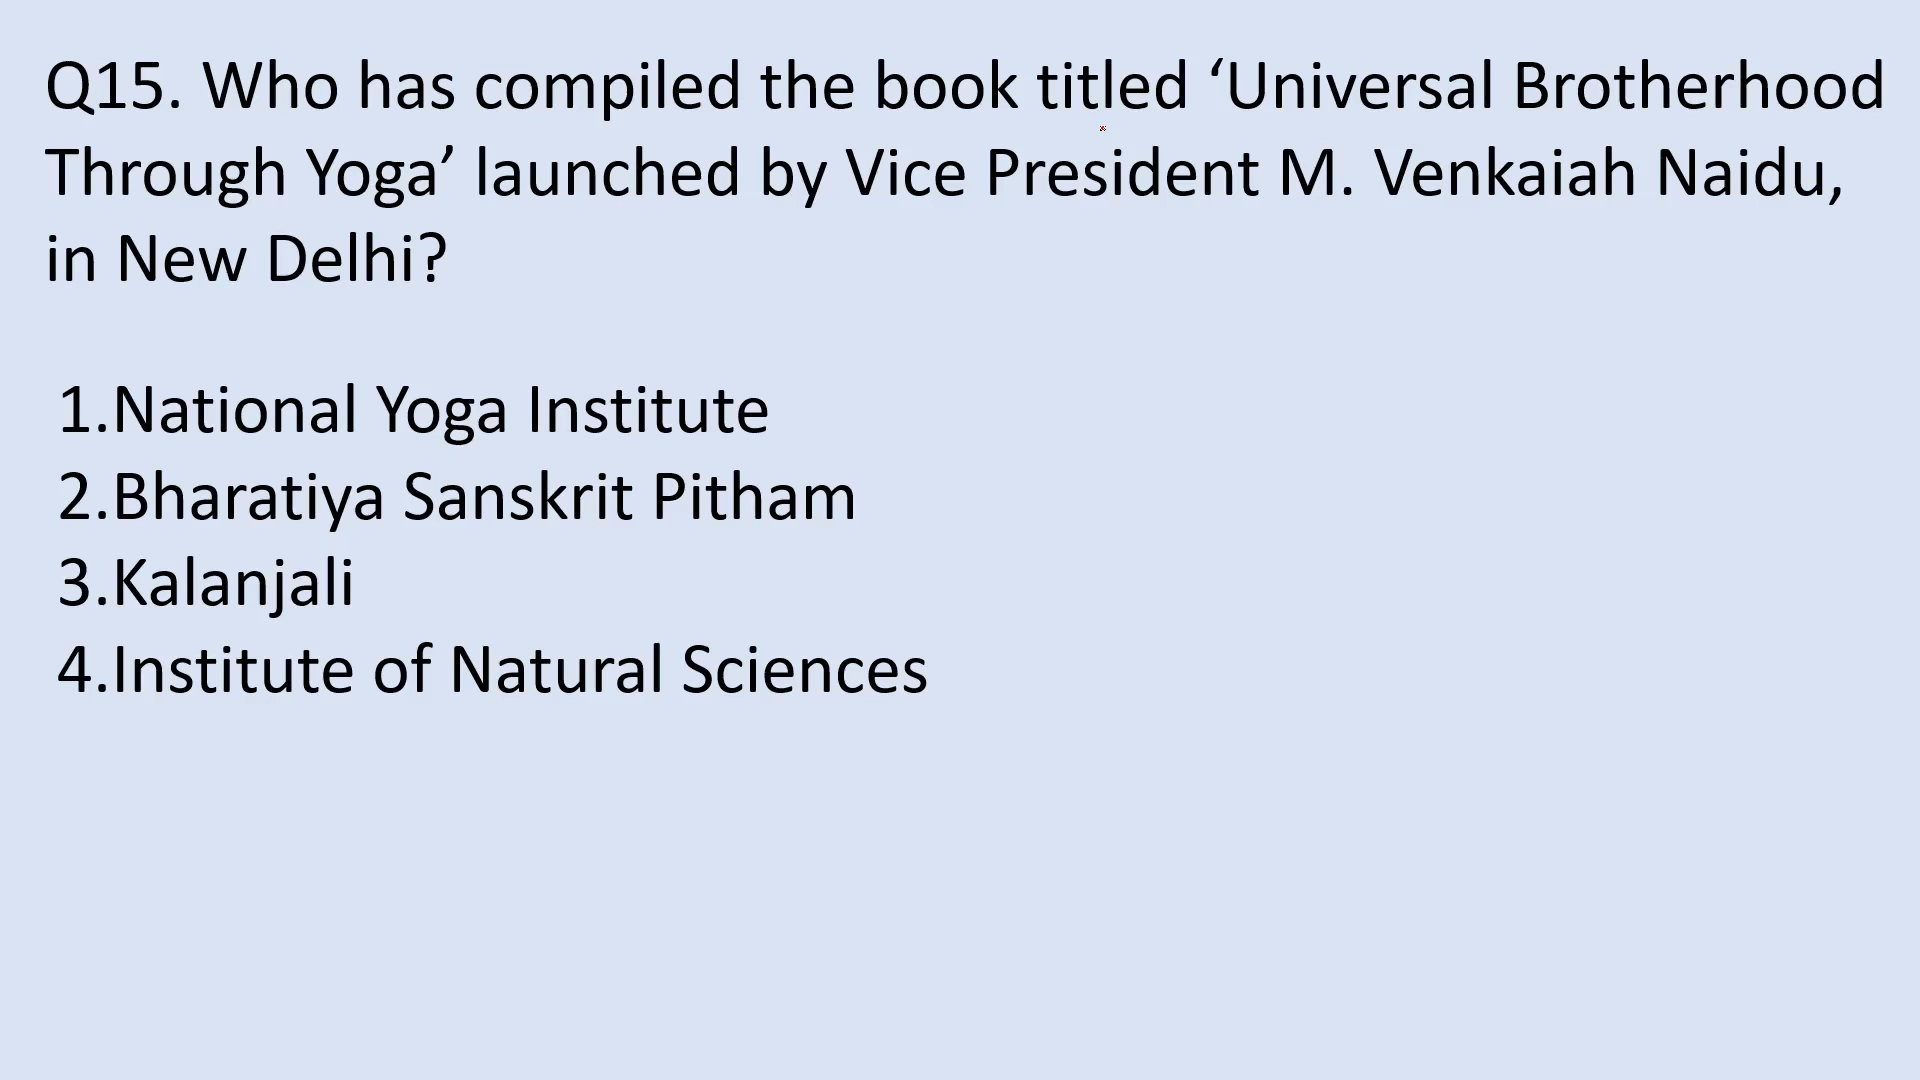 Q15. Who has compiled the book titled ‘Universal Brotherhood
Through Yoga’ launched by Vice President M. Venkaiah Naidu,
in New Delhi?
1.National Yoga Institute
2.Bharatiya Sanskrit Pitham
3.Kalanjali
4.Institute of Natural Sciences